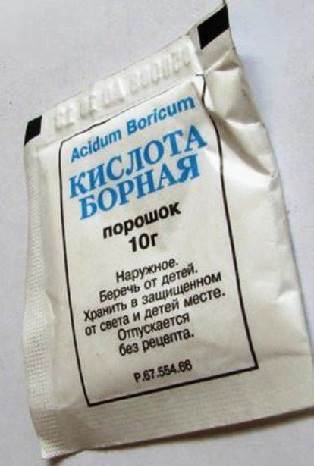 Acidum Boricum
КИСЛОТА
БОРНАЯ
порошок
10г
Наружное.
Беречь от детей.
Хранить в защищенном
от света и детей месте.
Отпускается
без рецепта.
Р.67.554.66